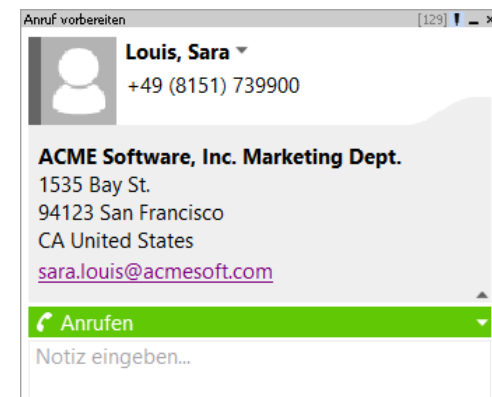 Anruf vorbereiten [129]
Louis, Sara
+49 (8151) 739900
ACME Software, Inc. Marketing Dept.
1535 Bay St.
94123 San Francisco
CA United States
sara.louis@acmesoft.com
Anrufen
Notiz eingeben...